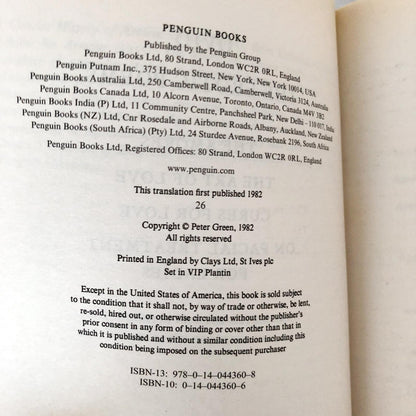 PENGUIN BOOKS
Published by the Penguin Group
Penguin Books Ltd, 80 Strand, London WC2R 0RL, England
Penguin Putnam Inc., 375 Hudson Street, New York, New York 10014, USA
Penguin Books Australia Ltd, 250 Camberwell Road, Camberwell, Victoria 3124, Australia
Penguin Books Canada Ltd, 10 Alcorn Avenue, Toronto, Ontario, Canada M4V 3B2
Penguin Books India (P) Ltd, 11 Community Centre, Panchsheel Park, New Delhi – 110 017, India
Penguin Books (NZ) Ltd, Cnr Rosedale and Airborne Roads, Albany, Auckland, New Zealand
Penguin Books (South Africa) (Pty) Ltd, 24 Sturdee Avenue, Rosebank 2196, South Africa
Penguin Books Ltd, Registered Offices: 80 Strand, London WC2R 0RL, England
www.penguin.com
This translation first published 1982
26
Copyright © Peter Green, 1982
All rights reserved
Printed in England by Clays Ltd, St Ives plc
Set in VIP Plantin
Except in the United States of America, this book is sold subject
to the condition that it shall not, by way of trade or otherwise, be lent,
re-sold, hired out, or otherwise circulated without the publisher's
prior consent in any form of binding or cover other than that in
which it is published and without a similar condition including this
condition being imposed on the subsequent purchaser
ISBN-13: 978-0-14-044360-8
ISBN-10: 0-14-044360-6